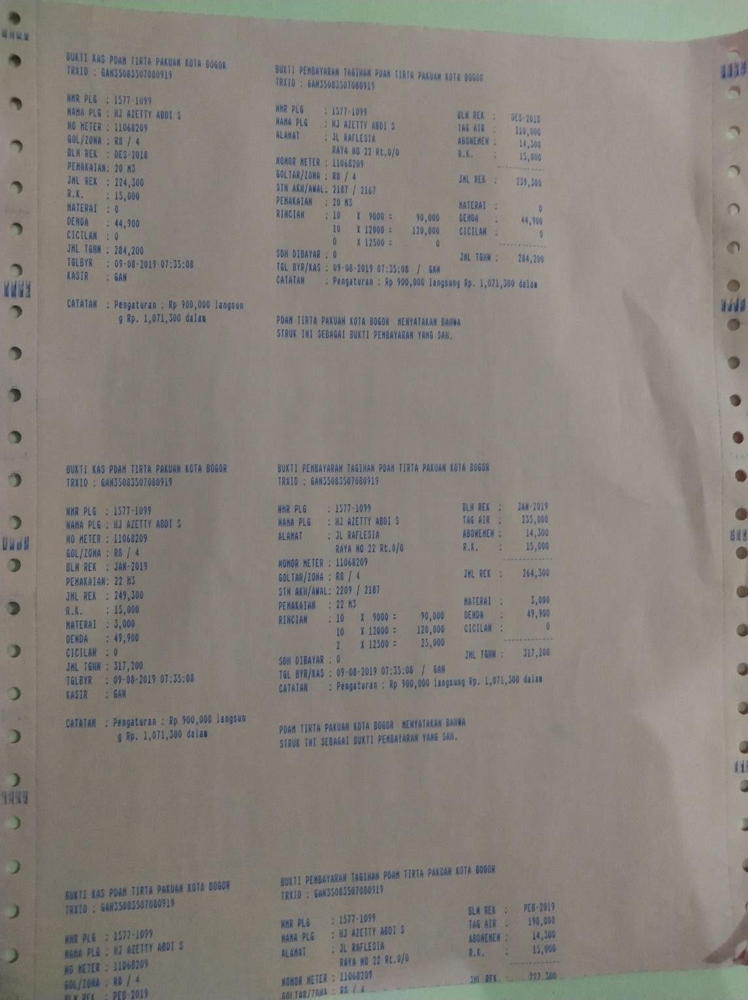 BUKTI KAS PDAM TIRTA PAKUAN KOTA BOGOR
TRXID : GAN35083507080919
NMR PLG : 1577-1099
NAMA PLG : HJ AZETTY ABDI S
NO METER : 11068209
GOL/ZONA : R8 / 4
BLN REK : DES-2018
PEMAKAIAN: 20 M3
JML REK : 224,300
R.K. : 15,000
MATERAI : 0
DENDA : 44,900
CICILAN : 0
JML TGHN : 284,200
TGLBYR : 09-08-2019 07:35:08
KASIR : GAN
CATATAN : Pengaturan : Rp 900,000 langsun
g Rp. 1,071,300 dalam
BUKTI PEMBAYARAN TAGIHAN PDAM TIRTA PAKUAN KOTA BOGOR
TRXID : GAN35083507080919
NMR PLG : 1577-1099
NAMA PLG : HJ AZETTY ABDI S
ALAMAT : JL RAFLESIA
RAYA NO 22 Rt.0/0
NOMOR METER : 11068209
GOLTAR/ZONA : R8 / 4
STN AKH/AWAL: 2187 / 2167
PEMAKAIAN : 20 M3
RINCIAN : 10 X 9000 = 90,000
10 X 12000 = 120,000
0 X 12500 = 0
SDH DIBAYAR : 0
TGL BYR/KAS : 09-08-2019 07:35:08 / GAN
CATATAN : Pengaturan : Rp 900,000 langsung Rp. 1,071,300 dalam
BLN REK : DES-2018
TAG AIR : 210,000
ABONEMEN : 14,300
R.K. : 15,000
JML REK : 239,300
MATERAI : 0
DENDA : 44,900
CICILAN : 0
JML TGHN : 284,200
PDAM TIRTA PAKUAN KOTA BOGOR MENYATAKAN BAHWA
STRUK INI SEBAGAI BUKTI PEMBAYARAN YANG SAH.
BUKTI KAS PDAM TIRTA PAKUAN KOTA BOGOR
TRXID : GAN35083507080919
NMR PLG : 1577-1099
NAMA PLG : HJ AZETTY ABDI S
NO METER : 11068209
GOL/ZONA : R8 / 4
BLN REK : JAN-2019
PEMAKAIAN: 22 M3
JML REK : 249,300
R.K. : 15,000
MATERAI : 3,000
DENDA : 49,900
CICILAN : 0
JML TGHN : 317,200
TGLBYR : 09-08-2019 07:35:08
KASIR : GAN
CATATAN : Pengaturan : Rp 900,000 langsun
g Rp. 1,071,300 dalam
BUKTI PEMBAYARAN TAGIHAN PDAM TIRTA PAKUAN KOTA BOGOR
TRXID : GAN35083507080919
NMR PLG : 1577-1099
NAMA PLG : HJ AZETTY ABDI S
ALAMAT : JL RAFLESIA
RAYA NO 22 Rt.0/0
NOMOR METER : 11068209
GOLTAR/ZONA : R8 / 4
STN AKH/AWAL: 2209 / 2187
PEMAKAIAN : 22 M3
RINCIAN : 10 X 9000 = 90,000
10 X 12000 = 120,000
2 X 12500 = 25,000
SDH DIBAYAR : 0
TGL BYR/KAS : 09-08-2019 07:35:08 / GAN
CATATAN : Pengaturan : Rp 900,000 langsung Rp. 1,071,300 dalam
BLN REK : JAN-2019
TAG AIR : 235,000
ABONEMEN : 14,300
R.K. : 15,000
JML REK : 264,300
MATERAI : 3,000
DENDA : 49,900
CICILAN : 0
JML TGHN : 317,200
PDAM TIRTA PAKUAN KOTA BOGOR MENYATAKAN BAHWA
STRUK INI SEBAGAI BUKTI PEMBAYARAN YANG SAH.
BUKTI KAS PDAM TIRTA PAKUAN KOTA BOGOR
TRXID : GAN35083507080919
NMR PLG : 1577-1099
NAMA PLG : HJ AZETTY ABDI S
NO METER : 11068209
GOL/ZONA : R8 / 4
BLN REK : PEB-2019
BUKTI PEMBAYARAN TAGIHAN PDAM TIRTA PAKUAN KOTA BOGOR
TRXID : GAN35083507080919
NMR PLG : 1577-1099
NAMA PLG : HJ AZETTY ABDI S
ALAMAT : JL RAFLESIA
RAYA NO 22 Rt.0/0
NOMOR METER : 11068209
GOLTAR/ZONA : R8 / 4
BLN REK : PEB-2019
TAG AIR : 198,000
ABONEMEN : 14,300
R.K. : 15,000
JML REK : 227,300